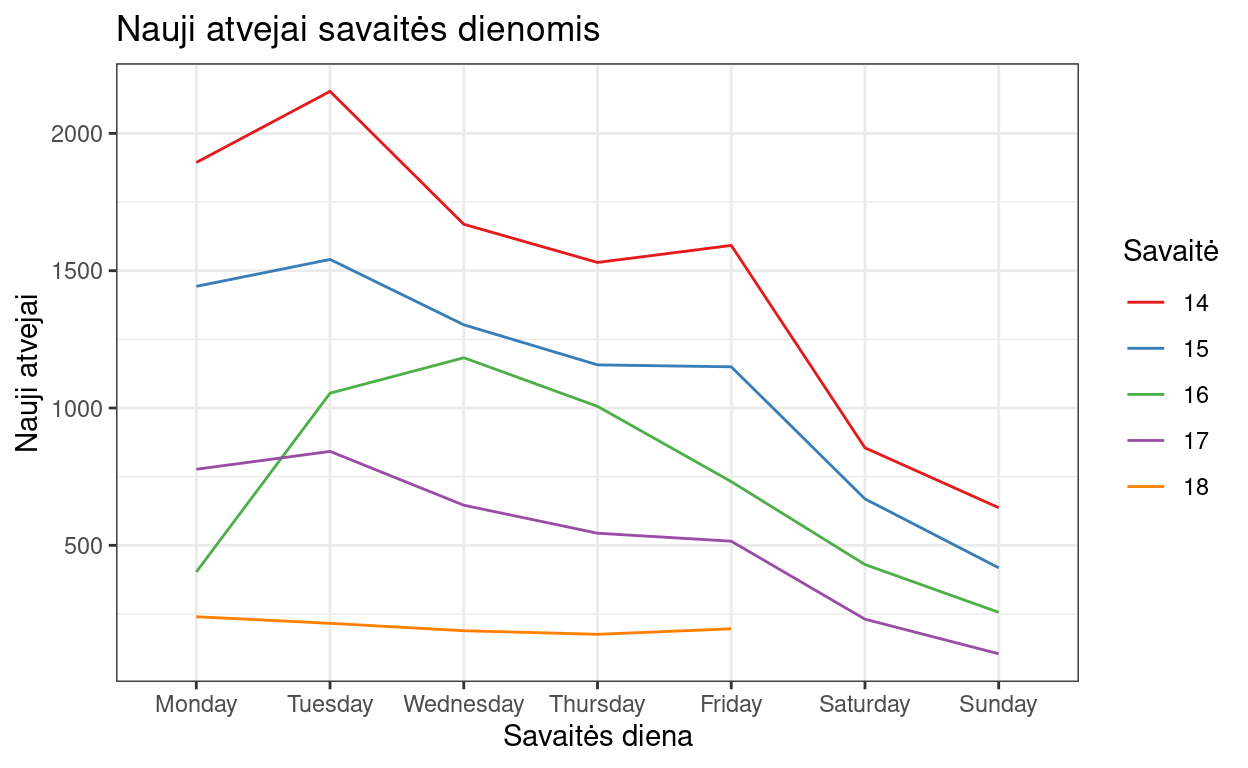 Nauji atvejai savaitės dienomis
Nauji atvejai
2000
1500
1000
500
Monday Tuesday Wednesday Thursday Friday Saturday Sunday
Savaitės diena
Savaitė
14
15
16
17
18